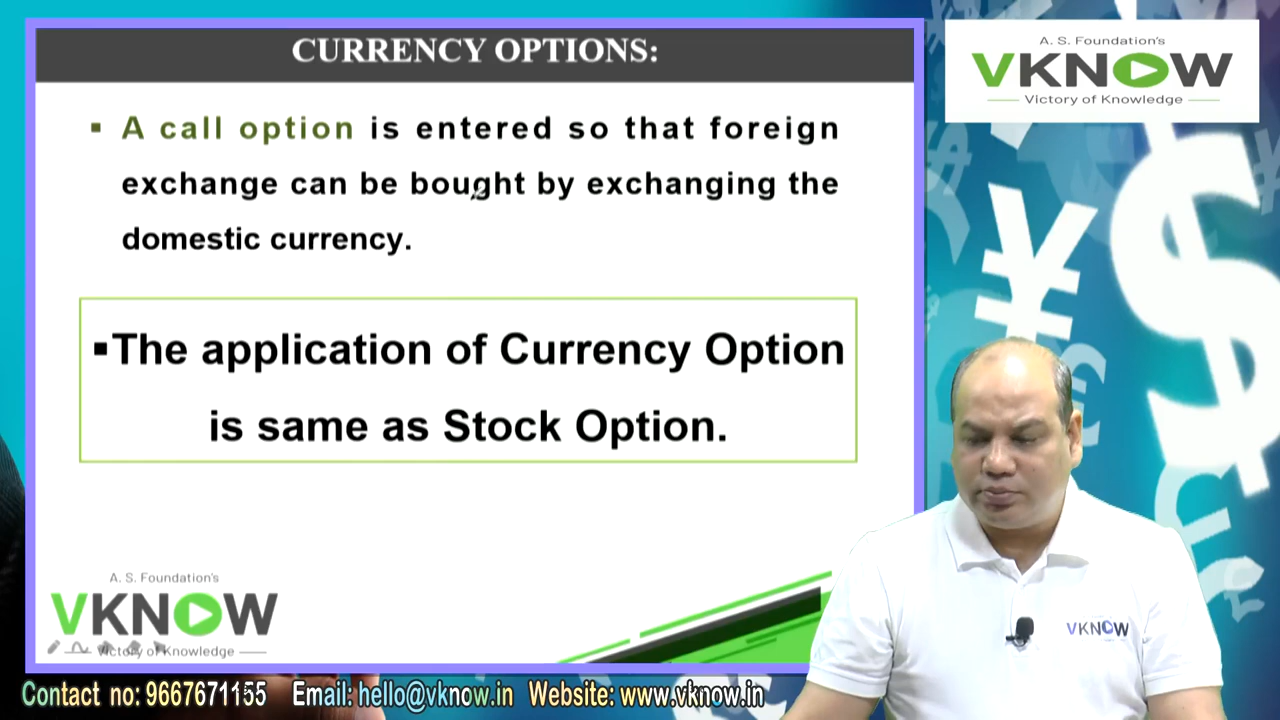 CURRENCY OPTIONS:
A. S. Foundation's
VKNOW
Victory of Knowledge
▪ A call option is entered so that foreign
exchange can be bought by exchanging the
domestic currency.
▪The application of Currency Option
is same as Stock Option.
A. S. Foundation's
VKNOW
Victory of Knowledge
VKNOW
Contact no: 9667671155 Email: hello@vknow.in Website: www.vknow.in